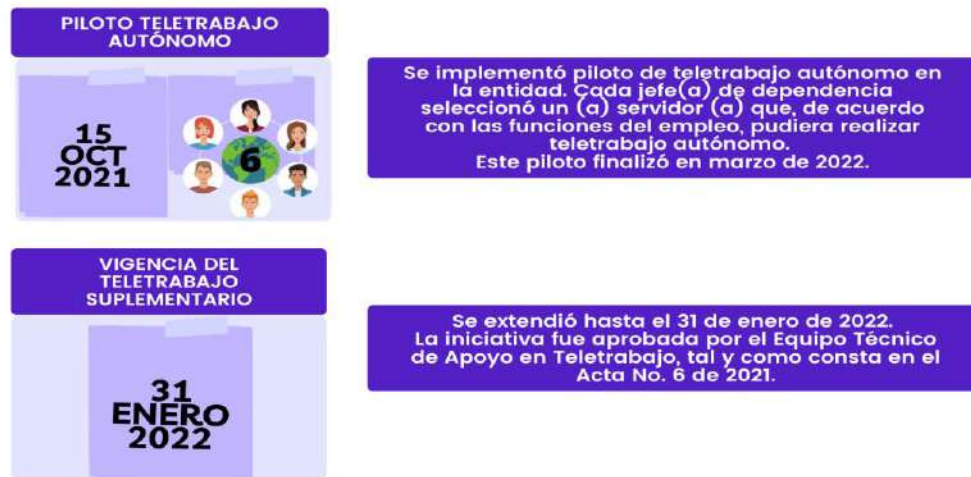 PILOTO TELETRABAJO
AUTÓNOMO
15
OCT
2021
6
Se implementó piloto de teletrabajo autónomo en
la entidad. Cada jefe(a) de dependencia
seleccionó un (a) servidor (a) que, de acuerdo
con las funciones del empleo, pudiera realizar
teletrabajo autónomo.
Este piloto finalizó en marzo de 2022.
VIGENCIA DEL
TELETRABAJO
SUPLEMENTARIO
31
ENERO
2022
Se extendió hasta el 31 de enero de 2022.
La iniciativa fue aprobada por el Equipo Técnico
de Apoyo en Teletrabajo, tal y como consta en el
Acta No. 6 de 2021.